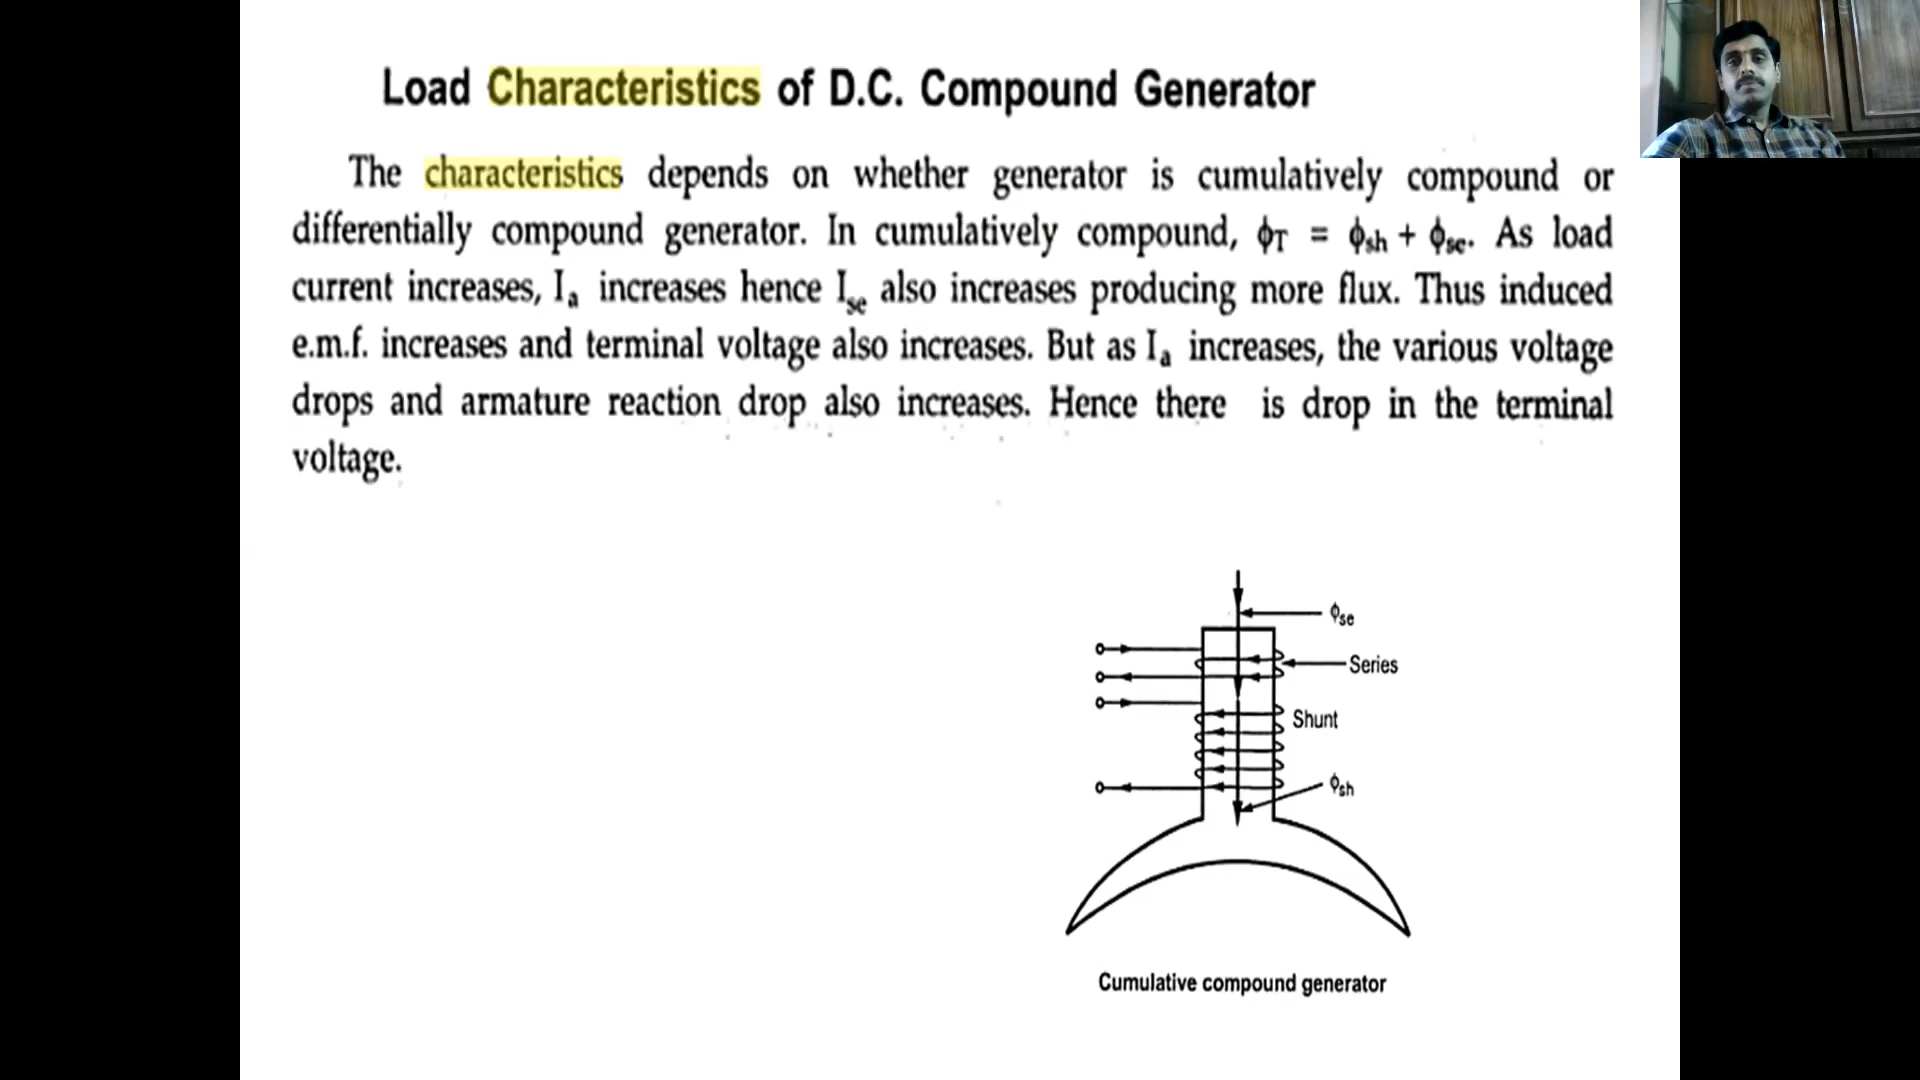 Load Characteristics of D.C. Compound Generator
The characteristics depends on whether generator is cumulatively compound or
differentially compound generator. In cumulatively compound, ϕT = ϕsh + ϕse. As load
current increases, Ia increases hence Ise also increases producing more flux. Thus induced
e.m.f. increases and terminal voltage also increases. But as Ia increases, the various voltage
drops and armature reaction drop also increases. Hence there is drop in the terminal
voltage.
ϕse
Series
Shunt
ϕsh
Cumulative compound generator